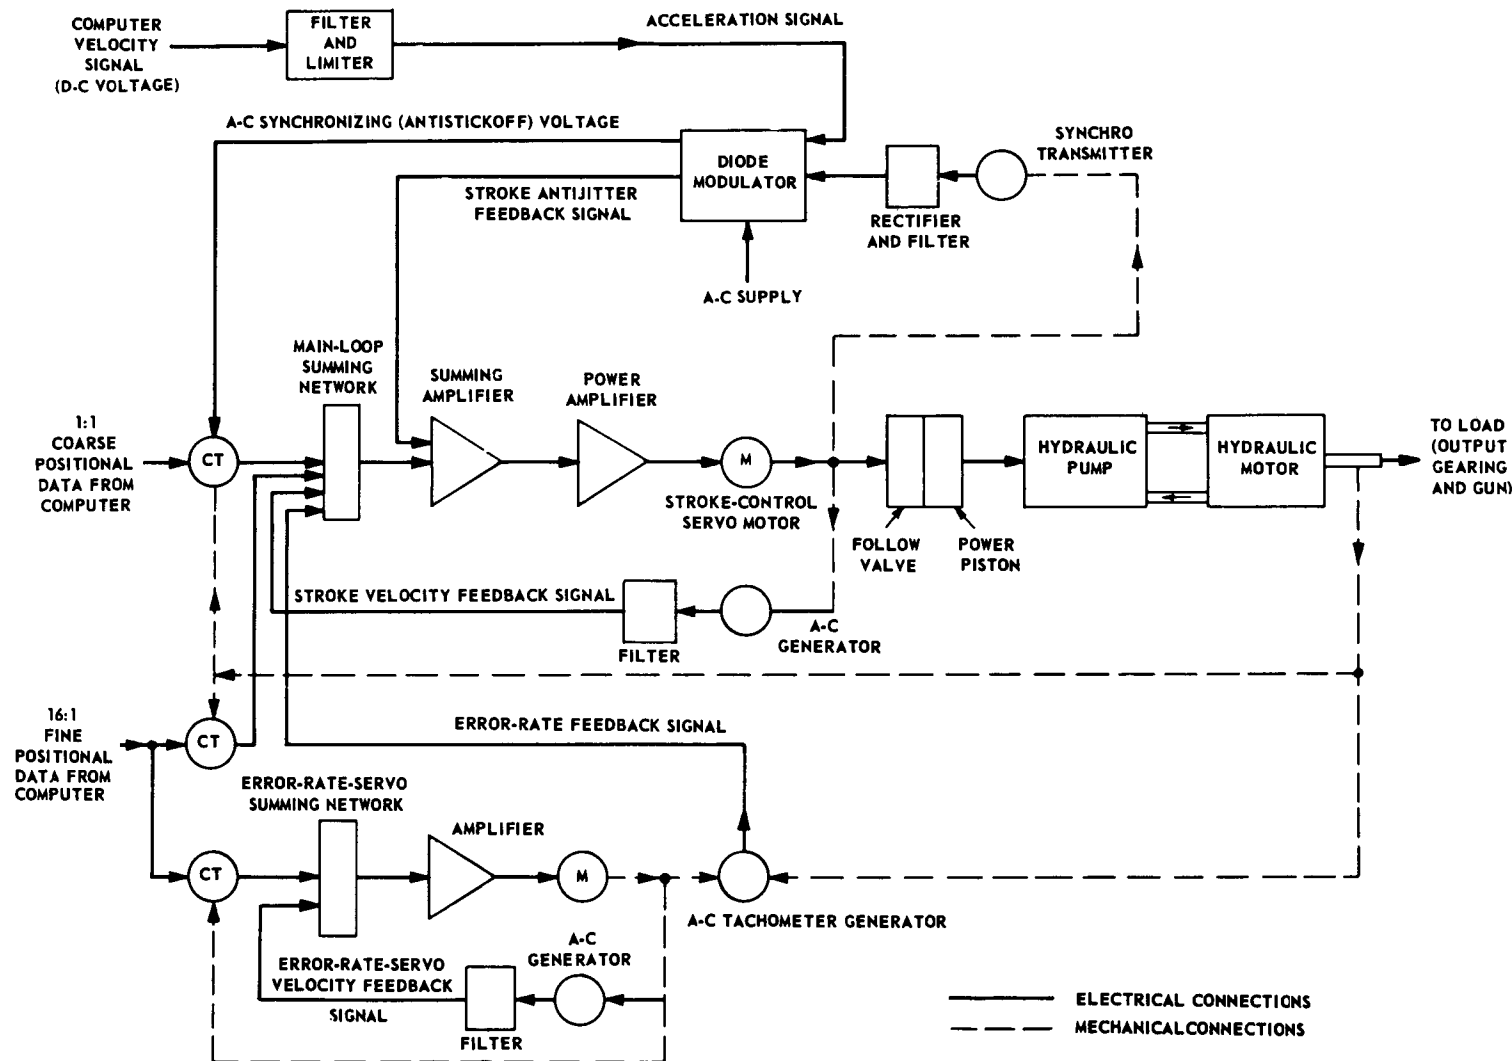 COMPUTER
VELOCITY
SIGNAL
(D-C VOLTAGE)
FILTER
AND
LIMITER
ACCELERATION SIGNAL
A-C SYNCHRONIZING (ANTISTICKOFF) VOLTAGE
STROKE ANTIJITTER
FEEDBACK SIGNAL
DIODE
MODULATOR
A-C SUPPLY
RECTIFIER
AND FILTER
SYNCHRO
TRANSMITTER
MAIN-LOOP
SUMMING
NETWORK
SUMMING
AMPLIFIER
POWER
AMPLIFIER
1:1
COARSE
POSITIONAL
DATA FROM
COMPUTER
CT
M
STROKE-CONTROL
SERVO MOTOR
FOLLOW
VALVE
POWER
PISTON
HYDRAULIC
PUMP
HYDRAULIC
MOTOR
TO LOAD
(OUTPUT
GEARING
AND GUN)
STROKE VELOCITY FEEDBACK SIGNAL
FILTER
A-C
GENERATOR
16:1
FINE
POSITIONAL
DATA FROM
COMPUTER
CT
ERROR-RATE FEEDBACK SIGNAL
ERROR-RATE-SERVO
SUMMING NETWORK
AMPLIFIER
CT
M
A-C TACHOMETER GENERATOR
ERROR-RATE-SERVO
VELOCITY FEEDBACK
SIGNAL
FILTER
A-C
GENERATOR
ELECTRICAL CONNECTIONS
MECHANICAL CONNECTIONS